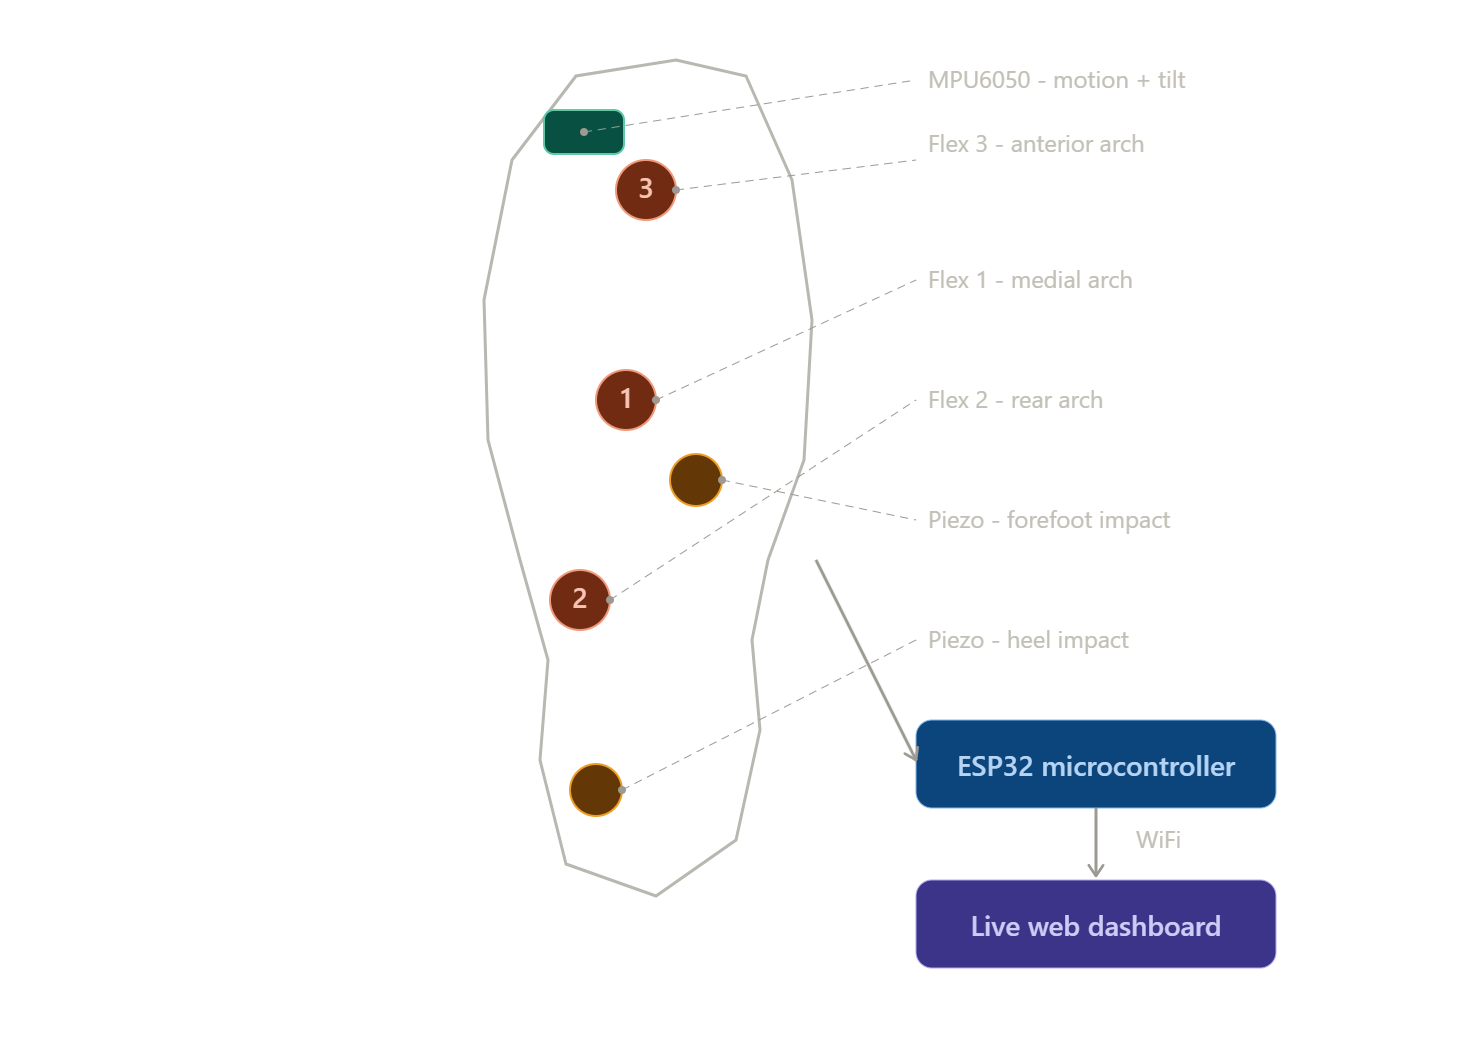 MPU6050 - motion + tilt
Flex 3 - anterior arch
3
Flex 1 - medial arch
1
Flex 2 - rear arch
Piezo - forefoot impact
2
Piezo - heel impact
ESP32 microcontroller
WiFi
Live web dashboard